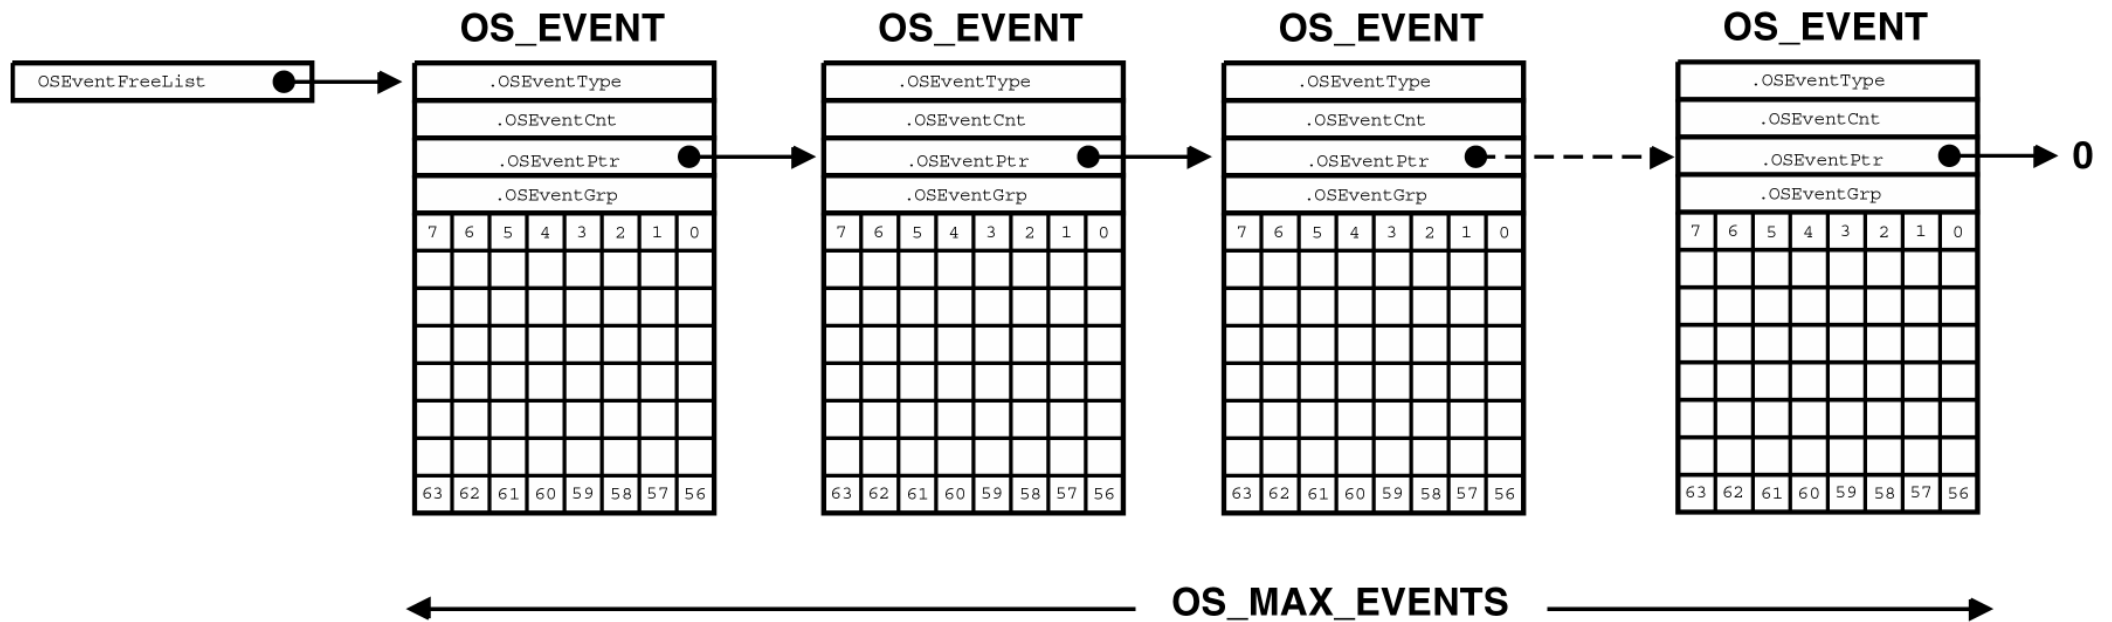 OS_EVENT OS_EVENT OS_EVENT OS_EVENT
OSEventFreeList .OSEventType .OSEventType .OSEventType .OSEventType
.OSEventCnt .OSEventCnt .OSEventCnt .OSEventCnt
.OSEventPtr .OSEventPtr .OSEventPtr .OSEventPtr 0
.OSEventGrp .OSEventGrp .OSEventGrp .OSEventGrp
7 6 5 4 3 2 1 0 7 6 5 4 3 2 1 0 7 6 5 4 3 2 1 0 7 6 5 4 3 2 1 0
63 62 61 60 59 58 57 56 63 62 61 60 59 58 57 56 63 62 61 60 59 58 57 56 63 62 61 60 59 58 57 56
OS_MAX_EVENTS